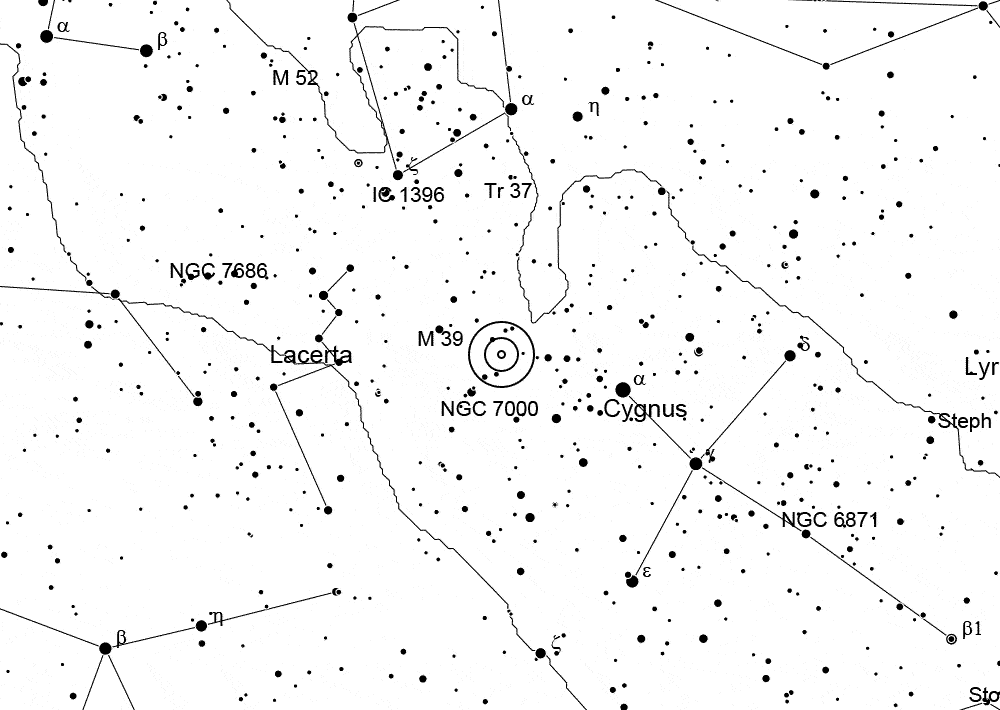 α
β
M 52
α
η
ζ
IC 1396
Tr 37
NGC 7686
M 39
Lacerta
δ
Lyr
α
NGC 7000
Cygnus
Steph
γ
NGC 6871
ε
η
β1
β
ζ
Sto